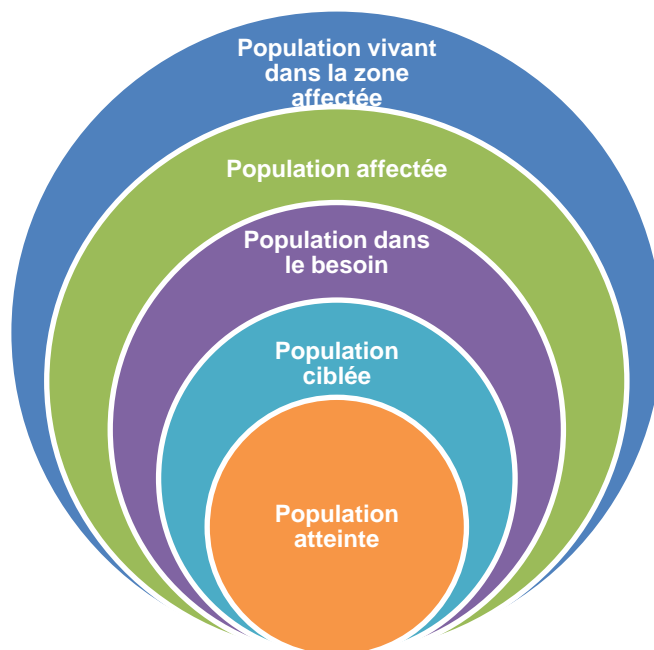 Population vivant
dans la zone
affectée
Population affectée
Population dans
le besoin
Population
ciblée
Population
atteinte